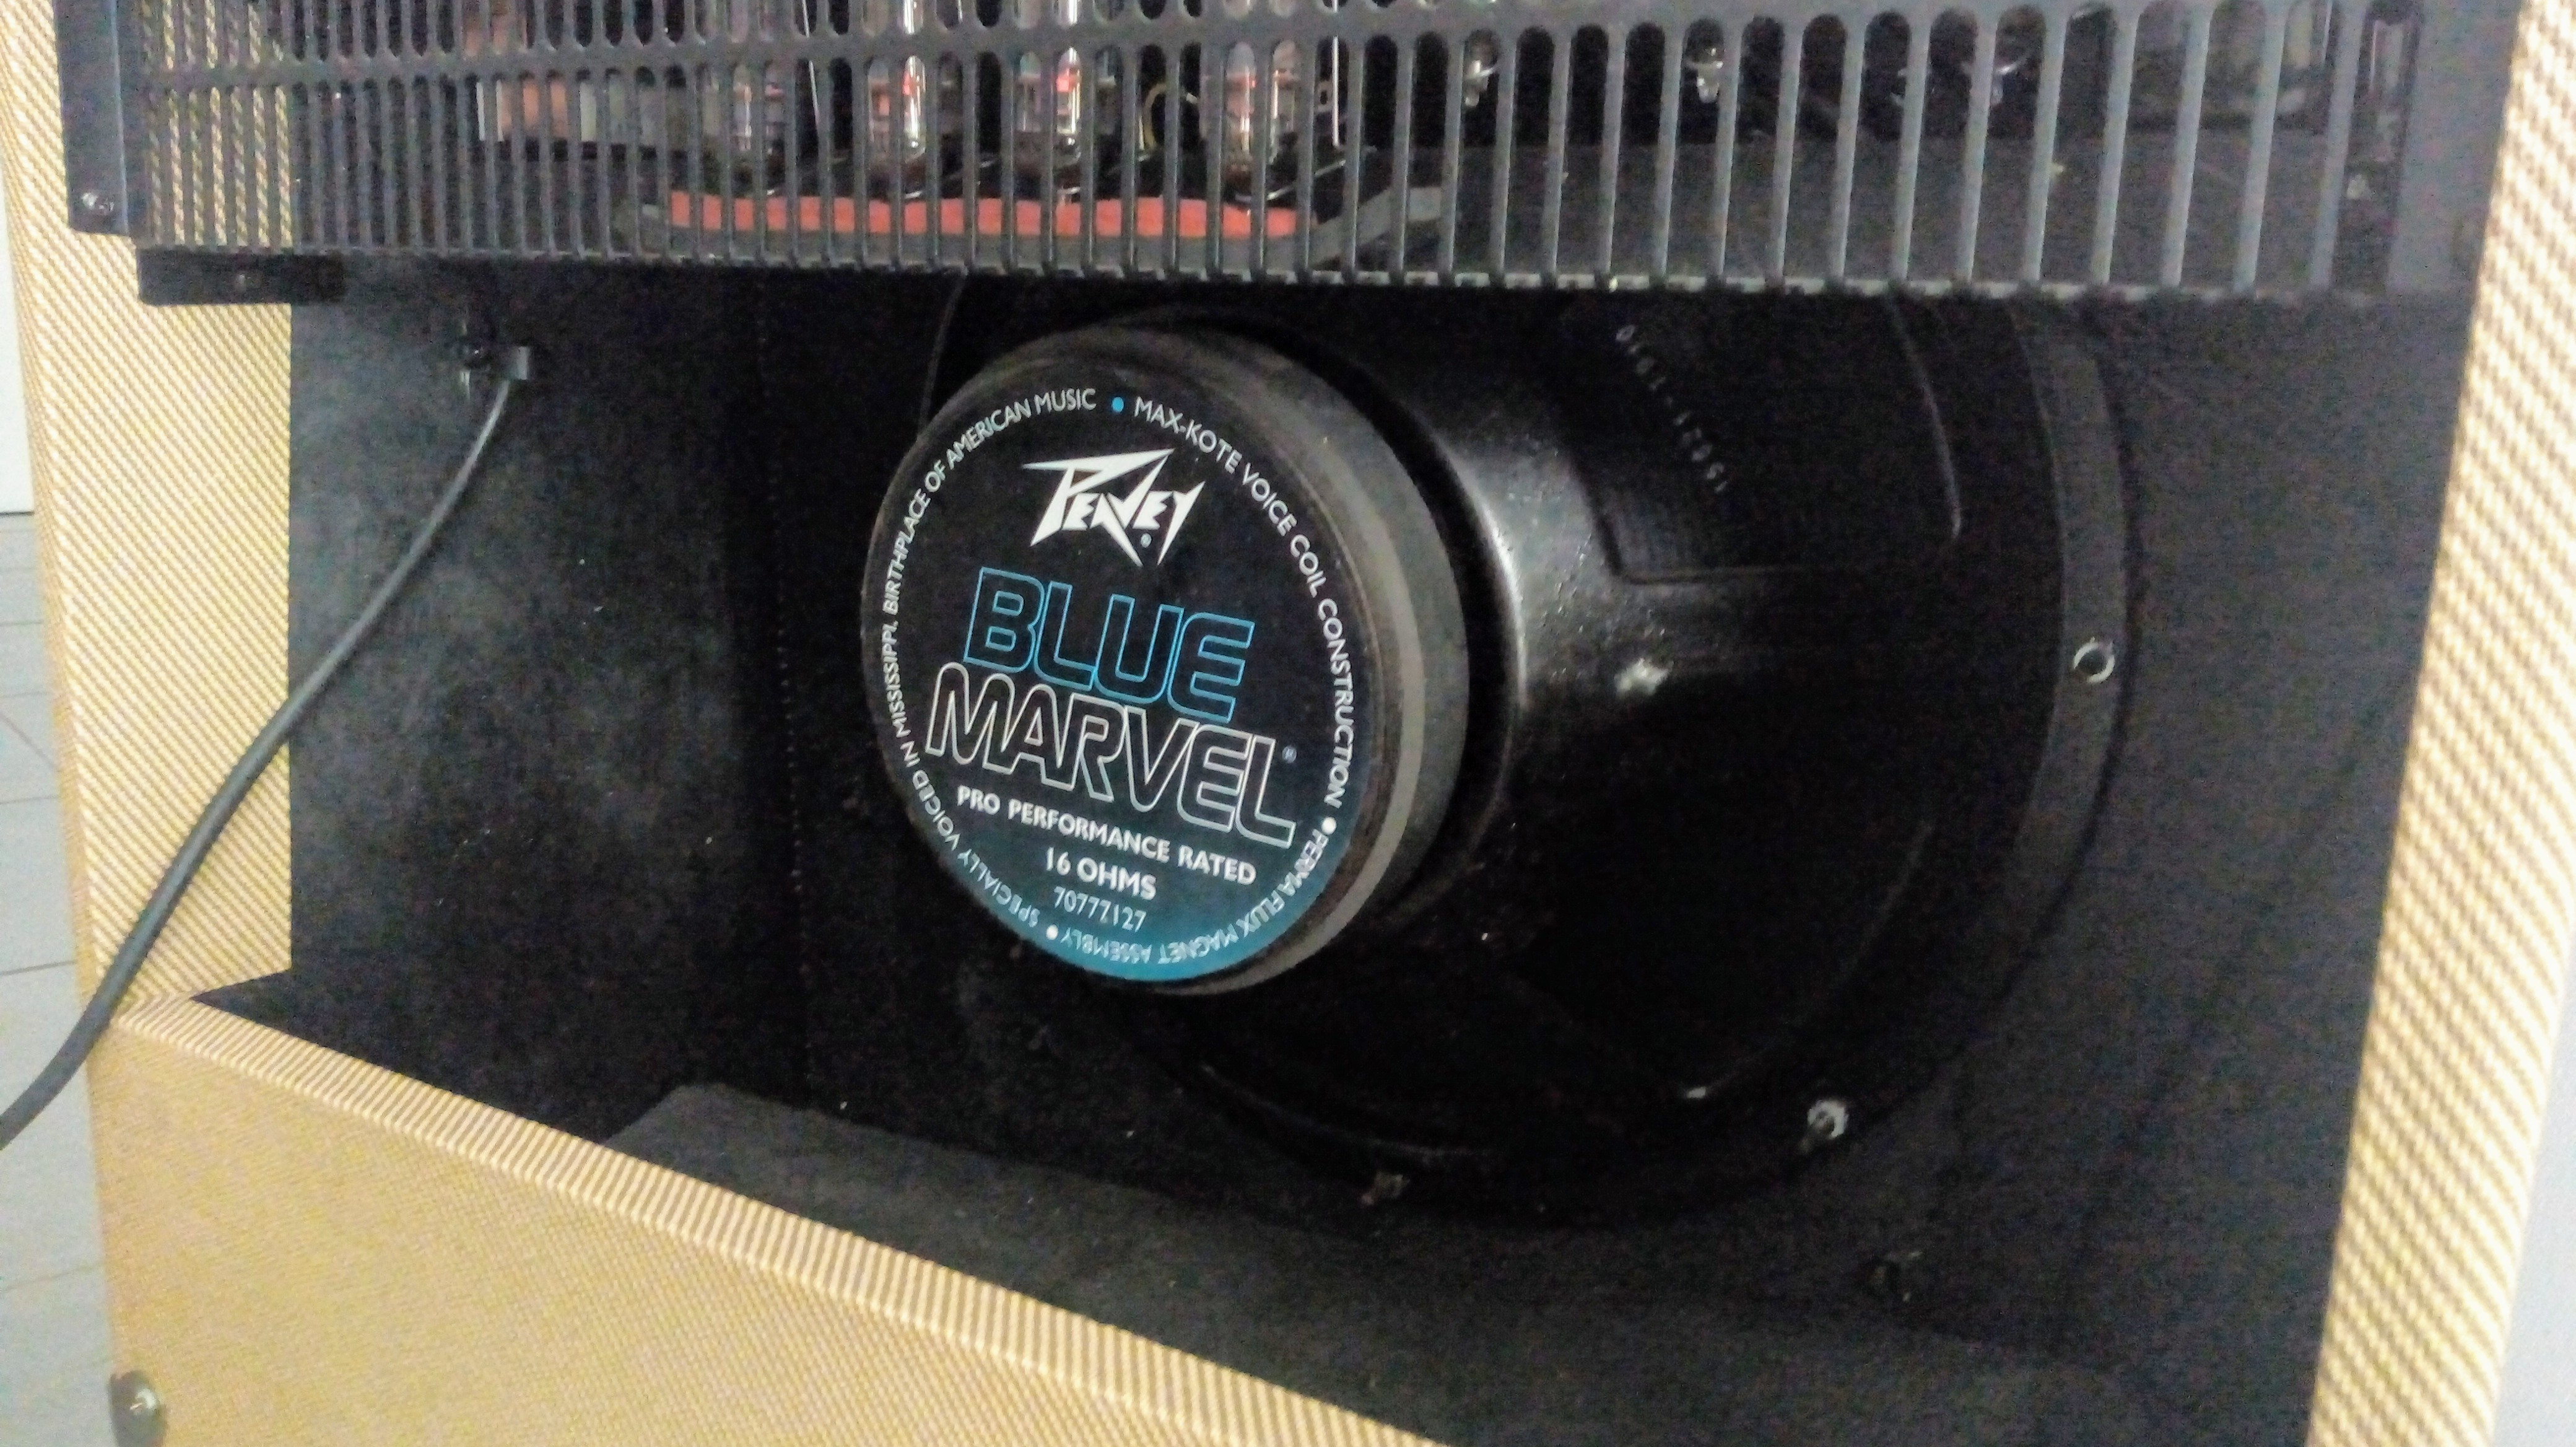 SPECIALLY VOICED IN MISSISSIPPI, BIRTHPLACE OF AMERICAN MUSIC • MAX-KOTE VOICE COIL CONSTRUCTION • PERMA FLUX MAGNET ASSEMBLY •
PEAVEY®
BLUE
MARVEL®
PRO PERFORMANCE RATED
16 OHMS
70777127